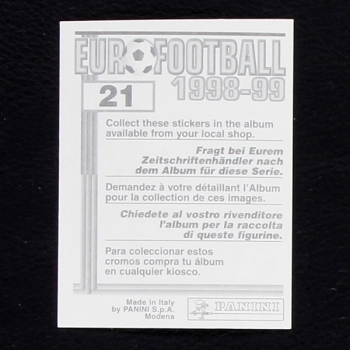 EUROFOOTBALL
21
1998-99
Collect these stickers in the album
available from your local shop.
Fragt bei Eurem
Zeitschriftenhändler nach
dem Album für diese Serie.
Demandez à votre détaillant l'Album
pour la collection de ces images.
Chiedete al vostro rivenditore
l'album per la raccolta
di queste figurine.
Para coleccionar estos
cromos compra tu álbum
en cualquier kiosco.
Made in Italy
by PANINI S.p.A.
Modena
PANINI